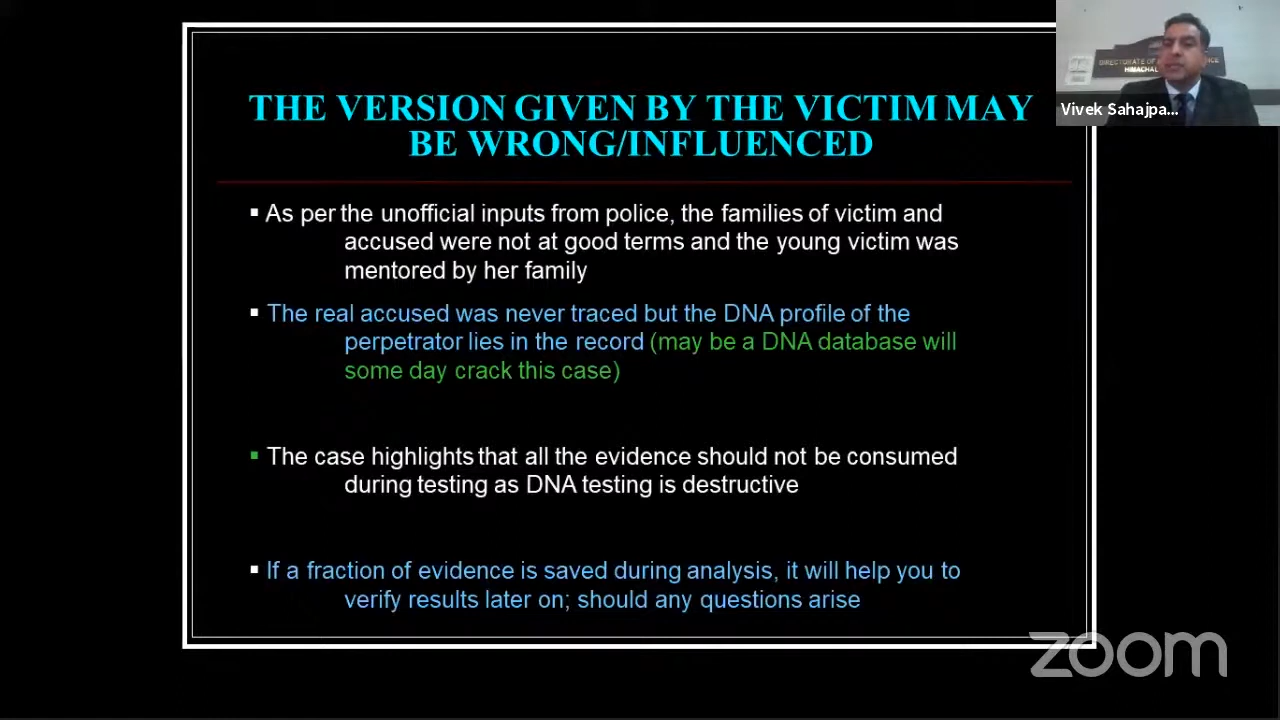 THE VERSION GIVEN BY THE VICTIM MAY
BE WRONG/INFLUENCED
▪ As per the unofficial inputs from police, the families of victim and
accused were not at good terms and the young victim was
mentored by her family
▪ The real accused was never traced but the DNA profile of the
perpetrator lies in the record (may be a DNA database will
some day crack this case)
▪ The case highlights that all the evidence should not be consumed
during testing as DNA testing is destructive
▪ If a fraction of evidence is saved during analysis, it will help you to
verify results later on; should any questions arise
DIRECTORATE OF
HIMACHAL
Vivek Sahajpa...
zoom